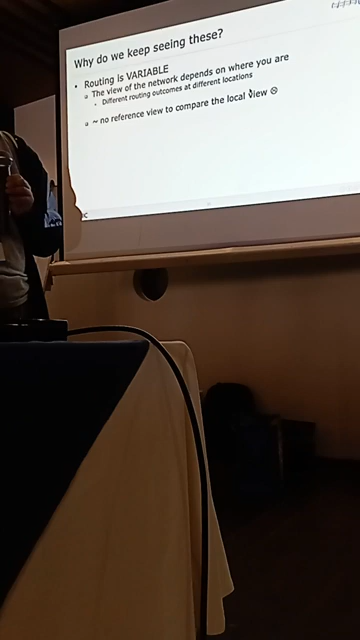 Why do we keep seeing these?
• Routing is VARIABLE
The view of the network depends on where you are
• Different routing outcomes at different locations
~ no reference view to compare the local view ☹